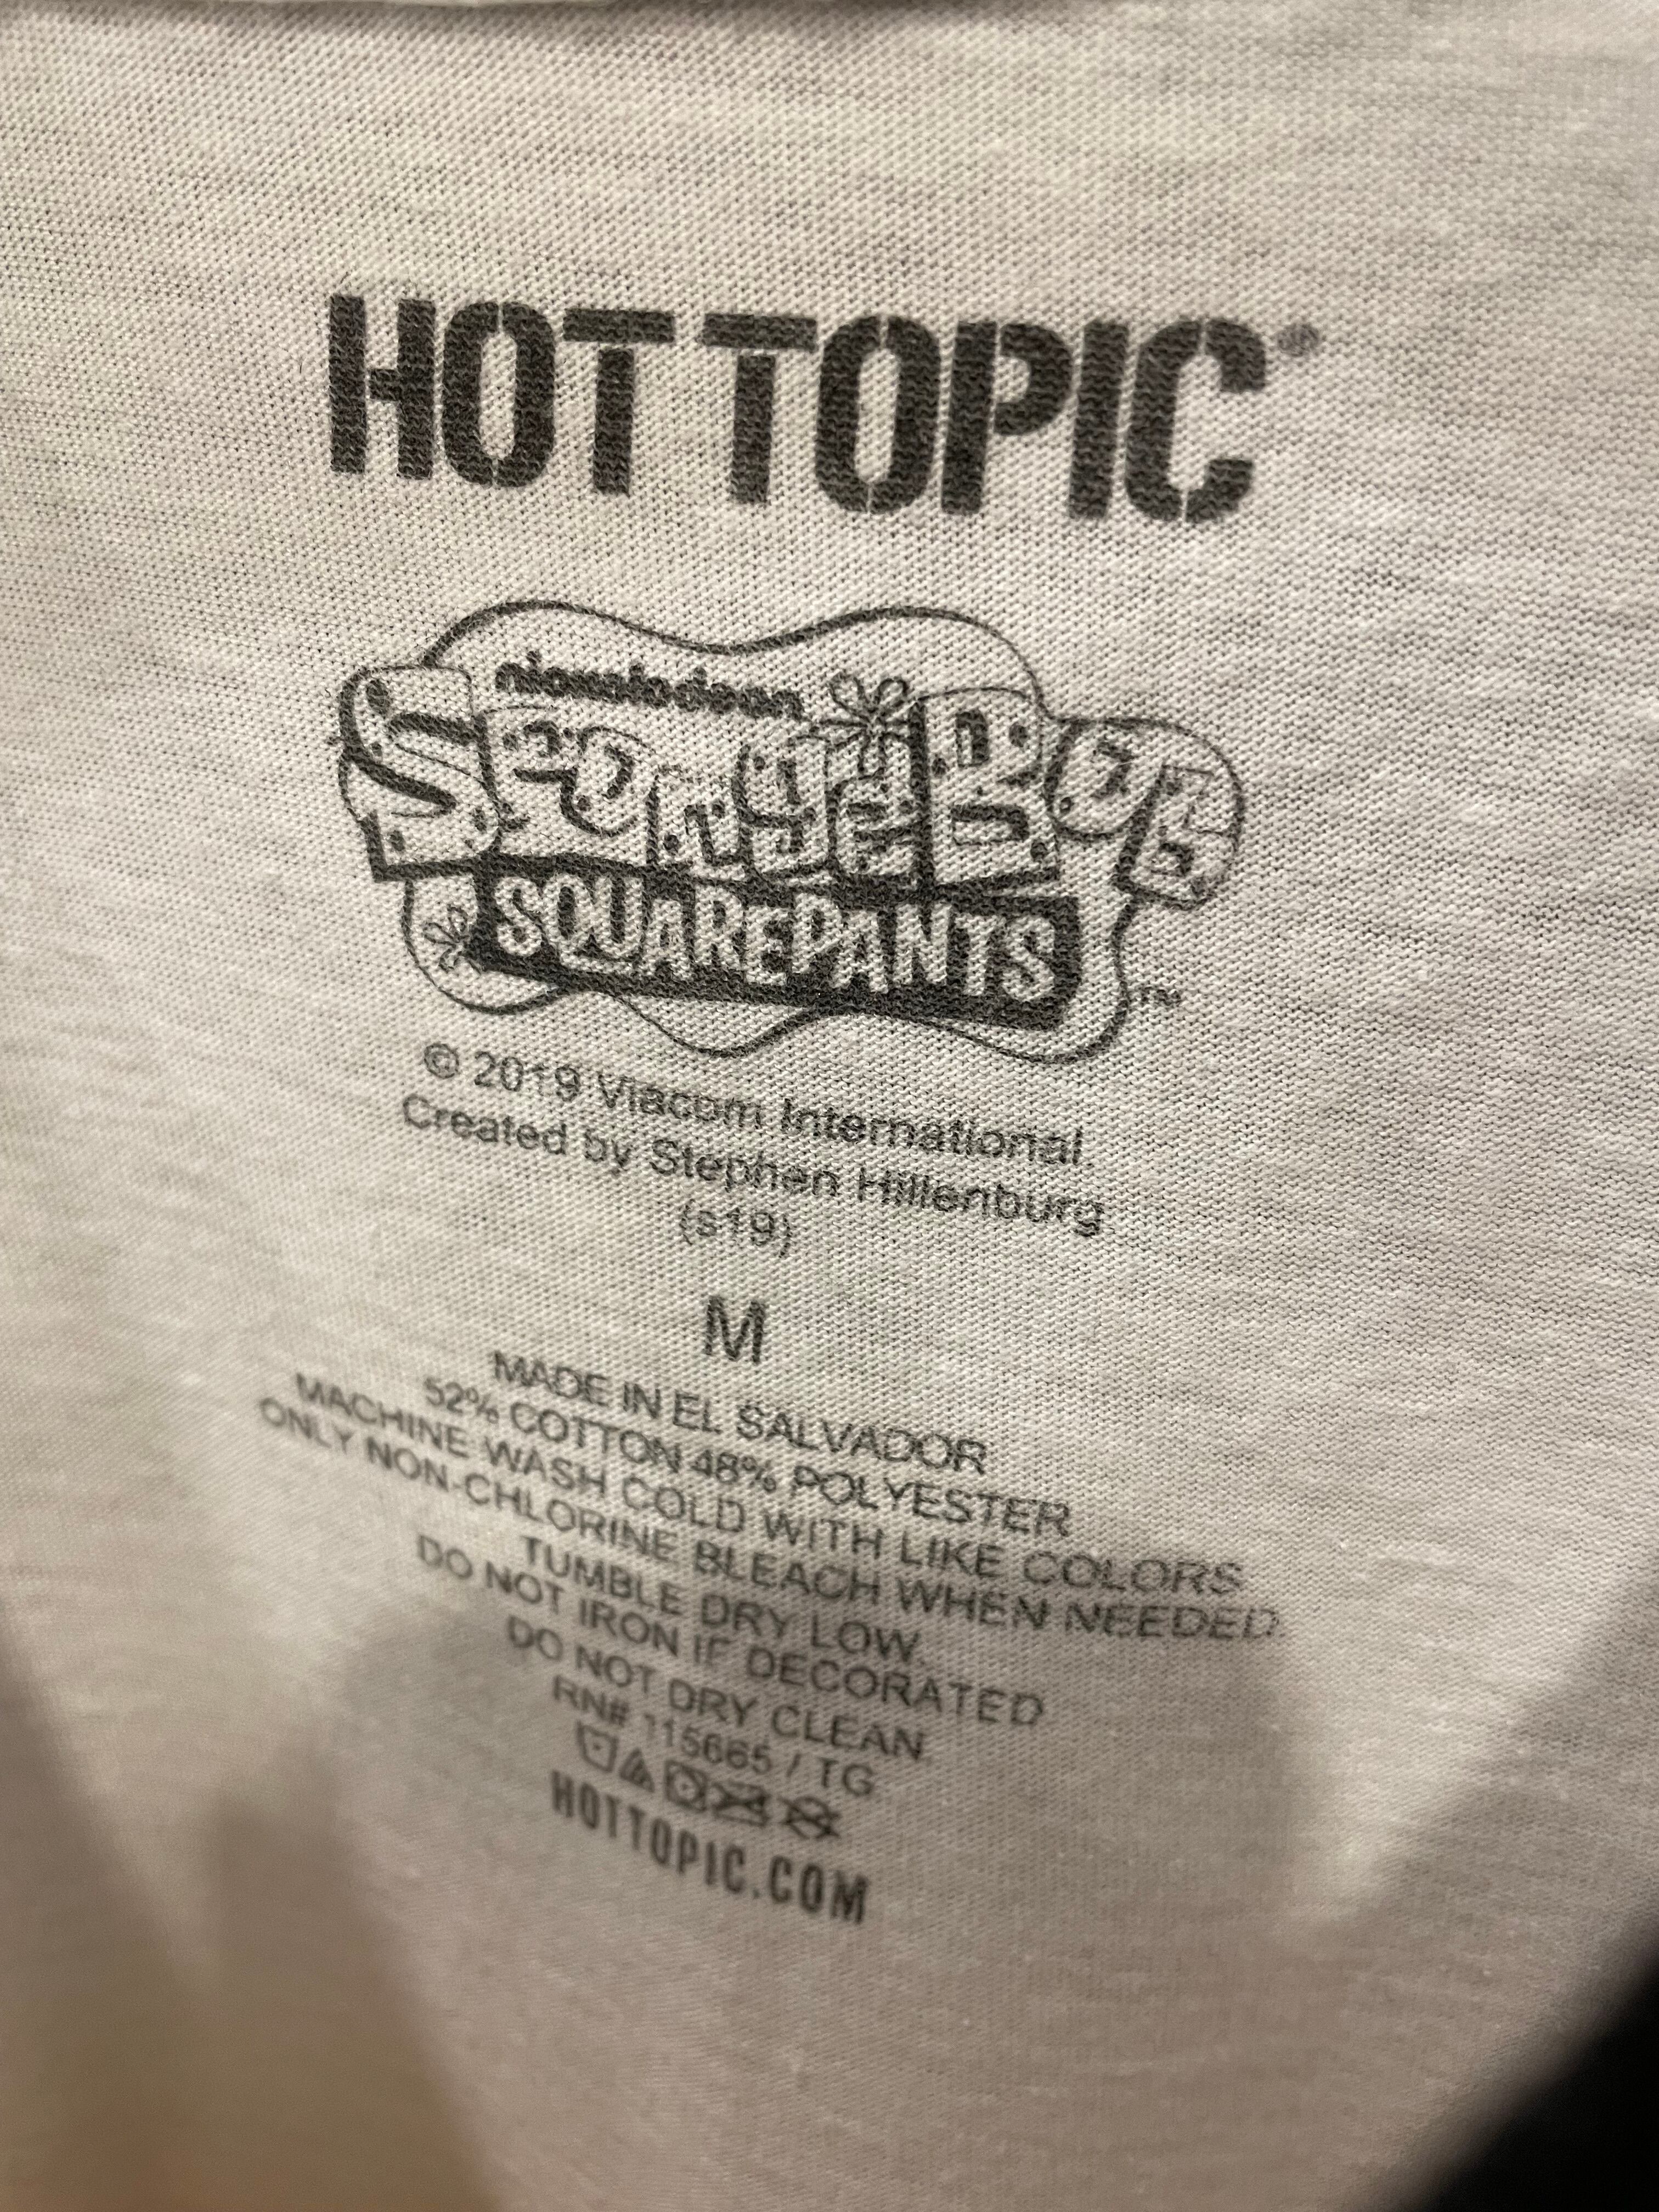 HOT TOPIC®
nickelodeon
SpongeBob
SQUAREPANTS™
© 2019 Viacom International.
Created by Stephen Hillenburg
(s19)
M
MADE IN EL SALVADOR
52% COTTON 48% POLYESTER
MACHINE WASH COLD WITH LIKE COLORS
ONLY NON-CHLORINE BLEACH WHEN NEEDED.
TUMBLE DRY LOW.
DO NOT IRON IF DECORATED
DO NOT DRY CLEAN
RN# 115665 / TG
HOTTOPIC.COM